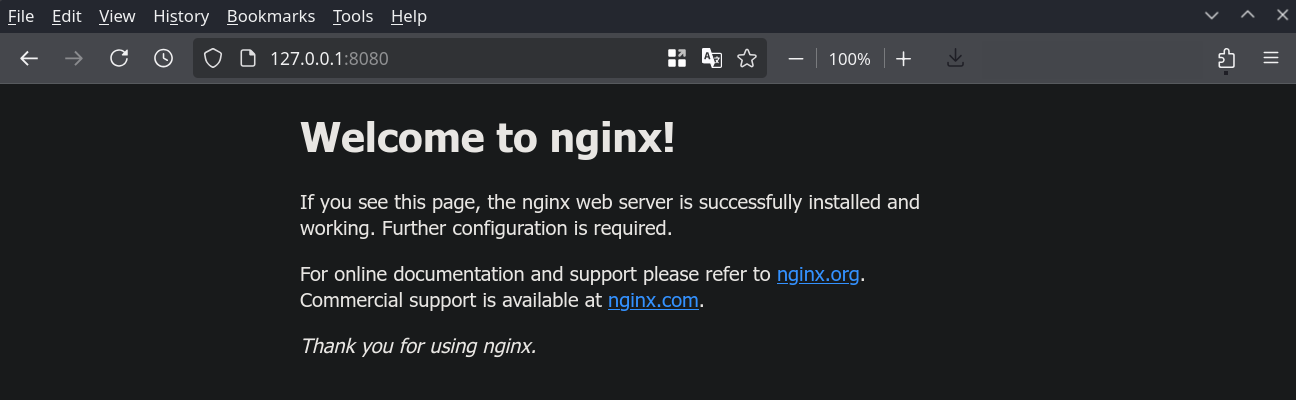 File Edit View History Bookmarks Tools Help
127.0.0.1:8080 100%
Welcome to nginx!
If you see this page, the nginx web server is successfully installed and
working. Further configuration is required.
For online documentation and support please refer to nginx.org.
Commercial support is available at nginx.com.
Thank you for using nginx.